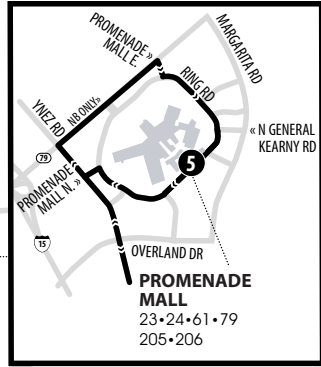 PROMENADE »
MALL E.
MARGARITA RD
RING RD
NB ONLY»
YNEZ RD
« N GENERAL
KEARNY RD
79
5
PROMENADE
MALL N. »
15
OVERLAND DR
PROMENADE
MALL
23•24•61•79
205•206